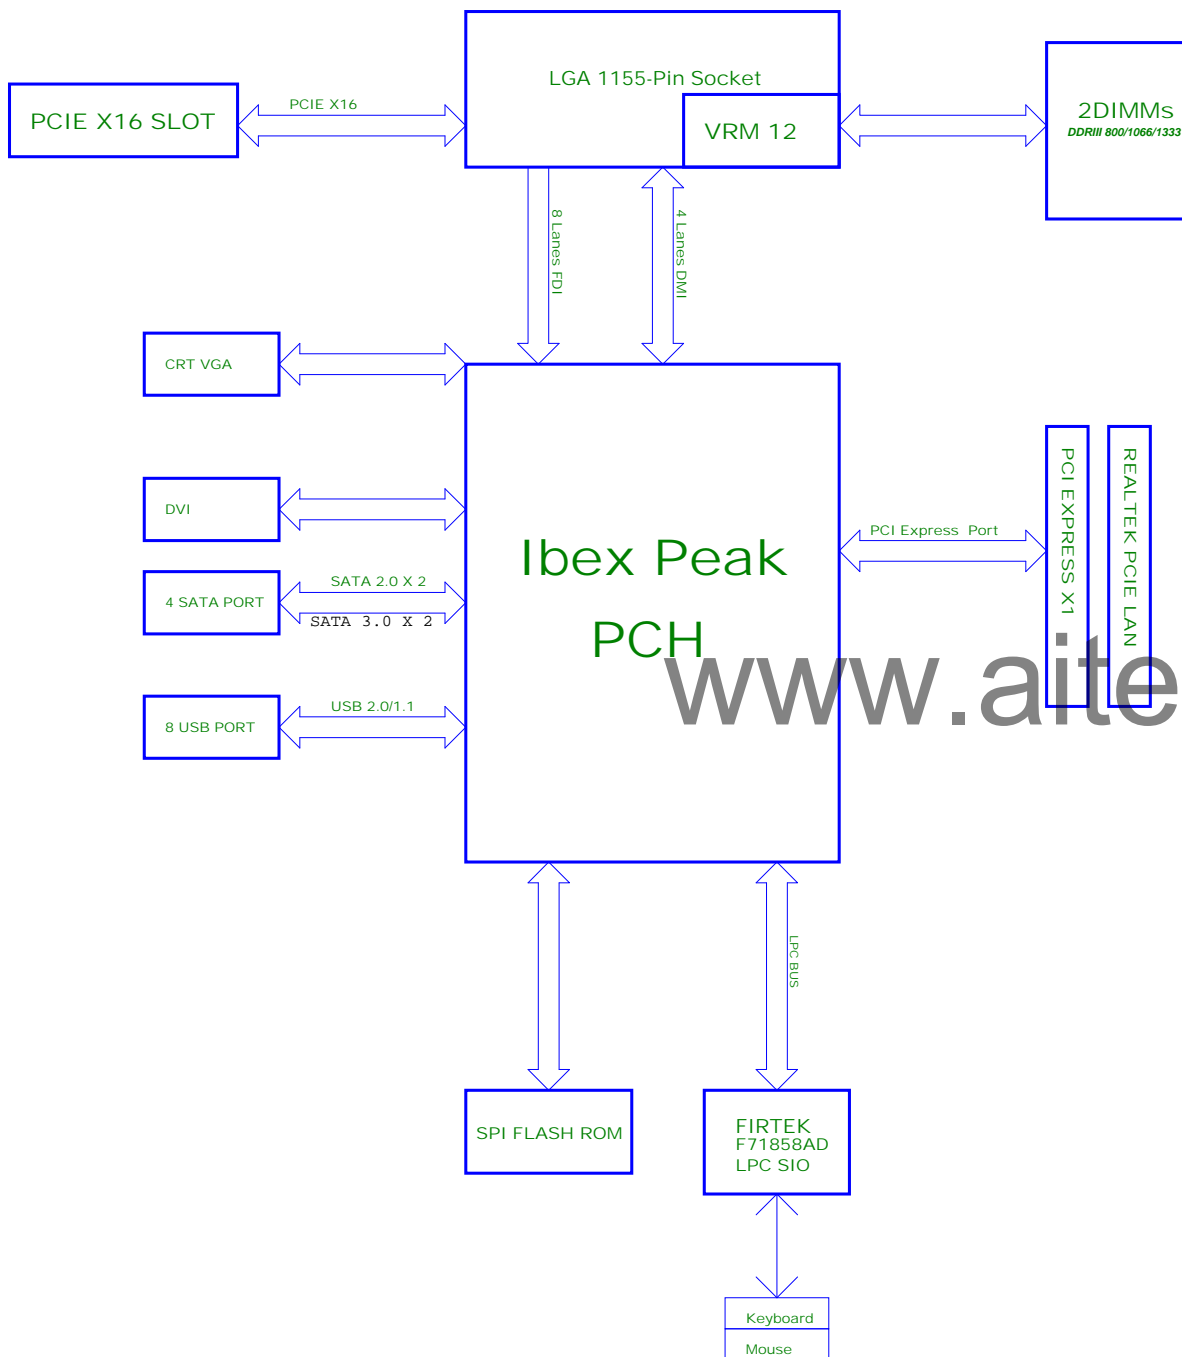 LGA 1155-Pin Socket
PCIE X16
PCIE X16 SLOT
VRM 12
2DIMMs
DDRIII 800/1066/1333
8 Lanes FDI
4 Lanes DMI
CRT VGA
DVI
PCI Express Port
PCI EXPRESS X1
REALTEK PCIE LAN
Ibex Peak
PCH
SATA 2.0 X 2
4 SATA PORT
SATA 3.0 X 2
www.aite
USB 2.0/1.1
8 USB PORT
LPC BUS
SPI FLASH ROM
FIRTEK
F71858AD
LPC SIO
Keyboard
Mouse